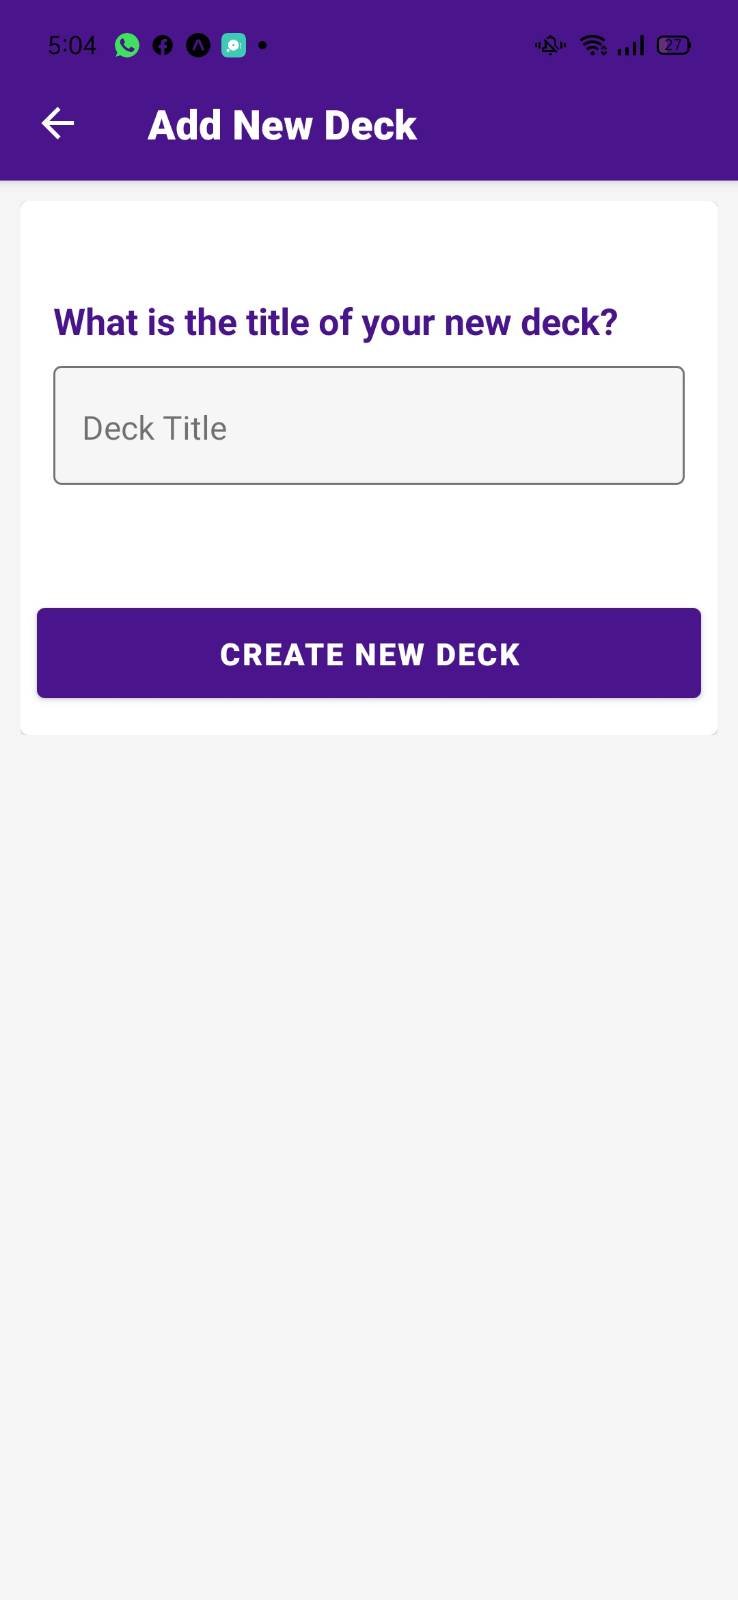 5:04
27
Add New Deck
What is the title of your new deck?
Deck Title
CREATE NEW DECK